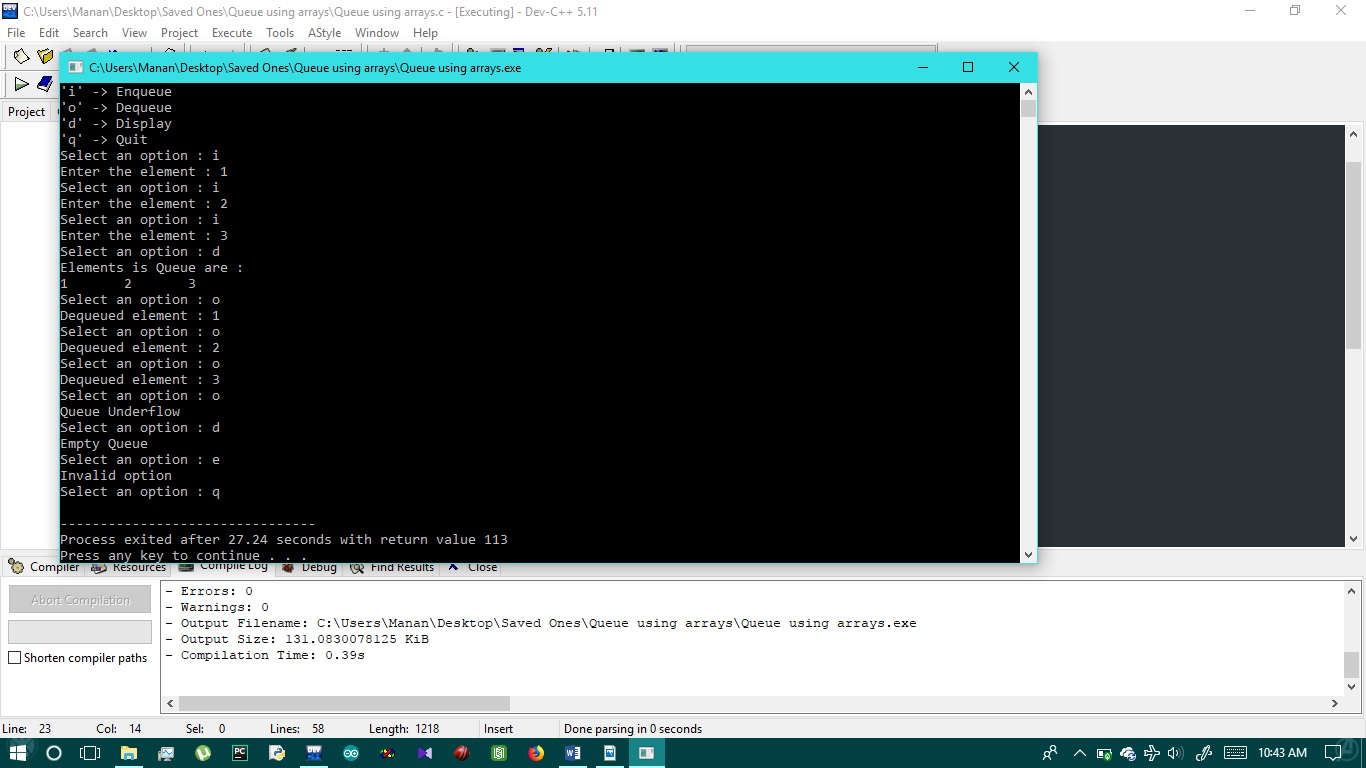 C:\Users\Manan\Desktop\Saved Ones\Queue using arrays\Queue using arrays.c - [Executing] - Dev-C++ 5.11
File Edit Search View Project Execute Tools AStyle Window Help
C:\Users\Manan\Desktop\Saved Ones\Queue using arrays\Queue using arrays.exe
Project
'i' -> Enqueue
'o' -> Dequeue
'd' -> Display
'q' -> Quit
Select an option : i
Enter the element : 1
Select an option : i
Enter the element : 2
Select an option : i
Enter the element : 3
Select an option : d
Elements is Queue are :
1 2 3
Select an option : o
Dequeued element : 1
Select an option : o
Dequeued element : 2
Select an option : o
Dequeued element : 3
Select an option : o
Queue Underflow
Select an option : d
Empty Queue
Select an option : e
Invalid option
Select an option : q
--------------------------------
Process exited after 27.24 seconds with return value 113
Press any key to continue . . .
Compiler Resources Compile Log Debug Find Results Close
Abort Compilation
Shorten compiler paths
- Errors: 0
- Warnings: 0
- Output Filename: C:\Users\Manan\Desktop\Saved Ones\Queue using arrays\Queue using arrays.exe
- Output Size: 131.0830078125 KiB
- Compilation Time: 0.39s
Line: 23 Col: 14 Sel: 0 Lines: 58 Length: 1218 Insert Done parsing in 0 seconds
10:43 AM